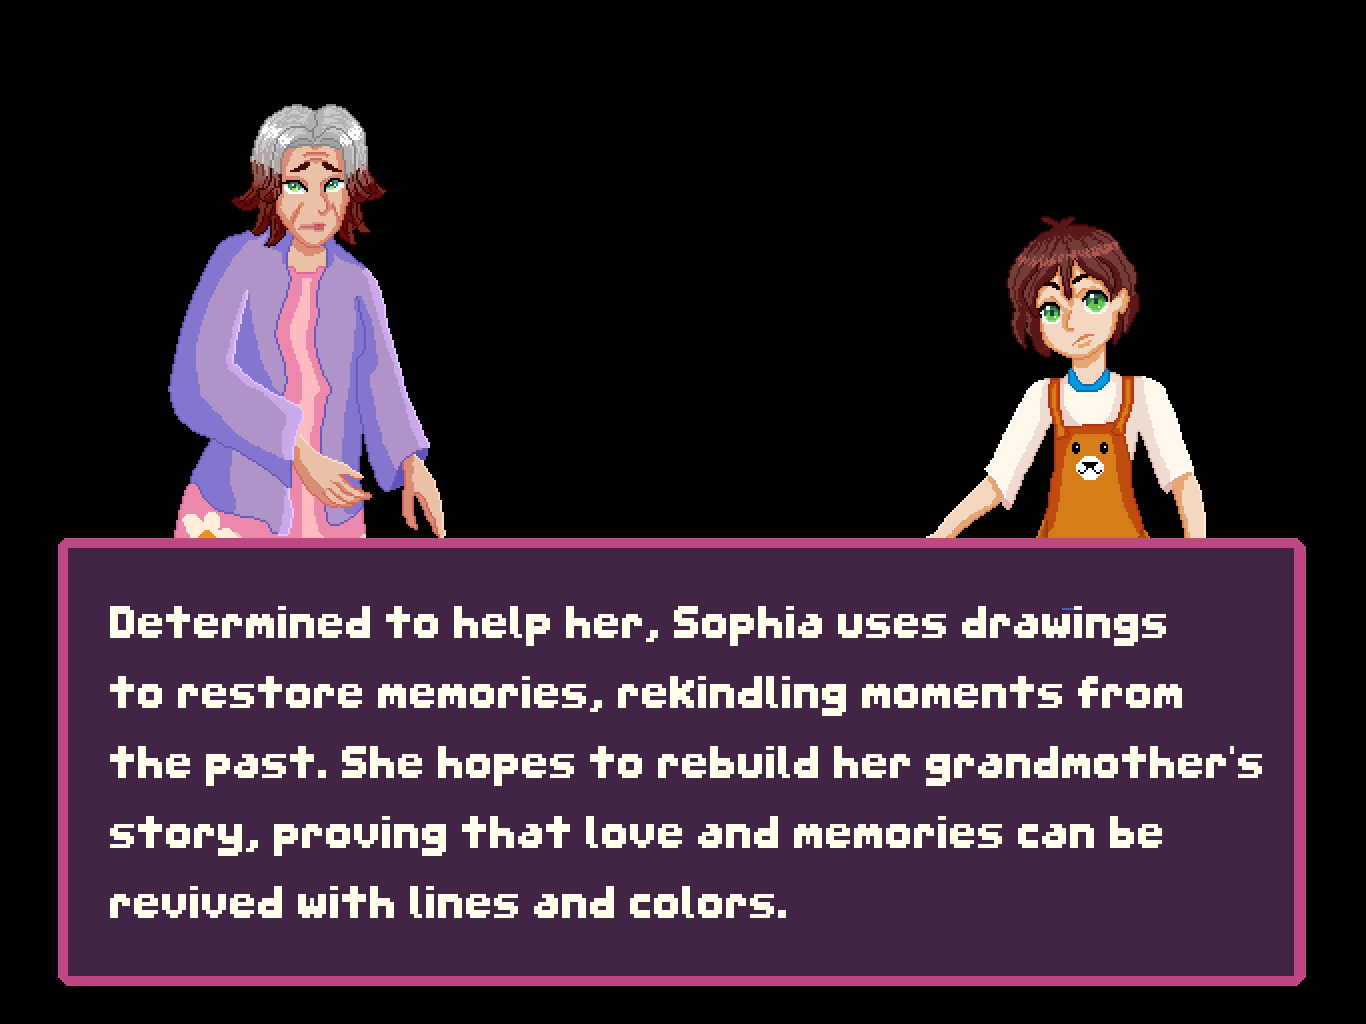 Determined to help her, Sophia uses drawings
to restore memories, rekindling moments from
the past. She hopes to rebuild her grandmother's
story, proving that love and memories can be
revived with lines and colors.